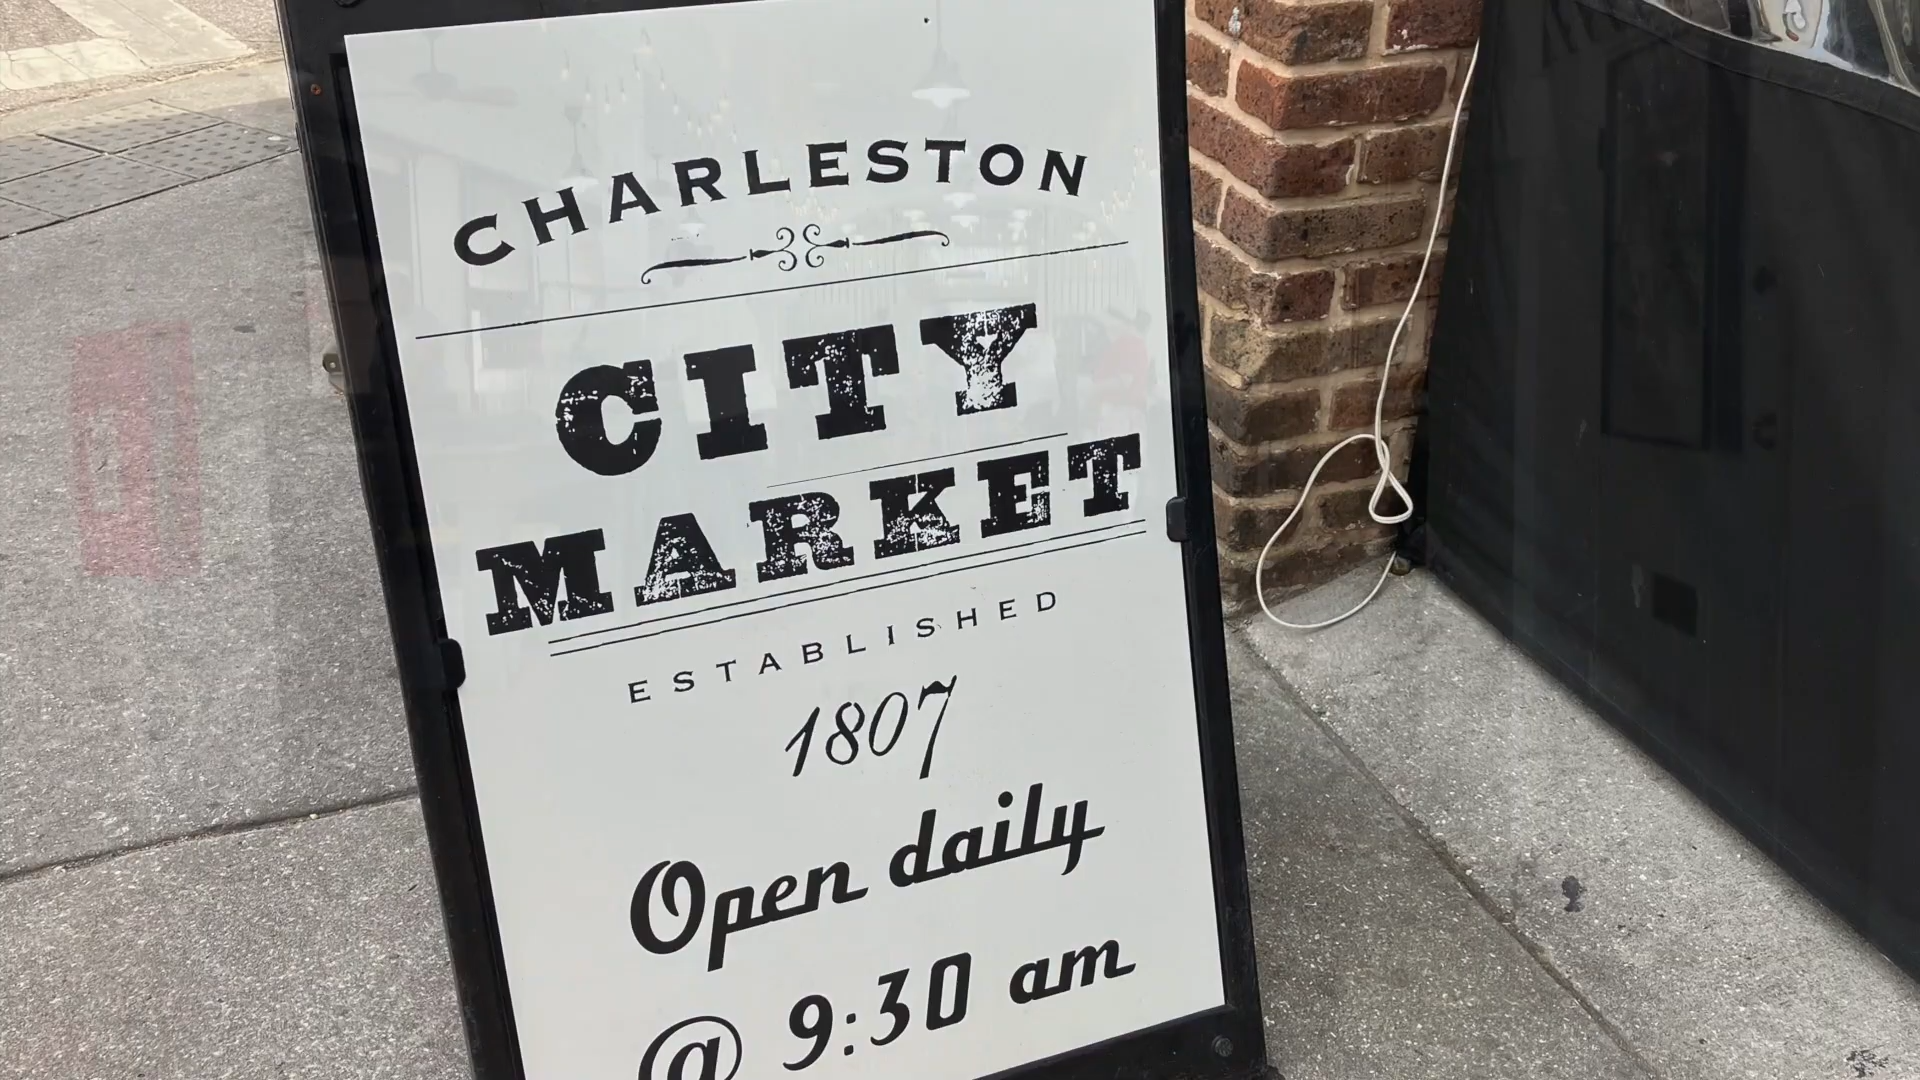 CHARLESTON
CITY
MARKET
ESTABLISHED
1807
Open daily
@ 9:30 am